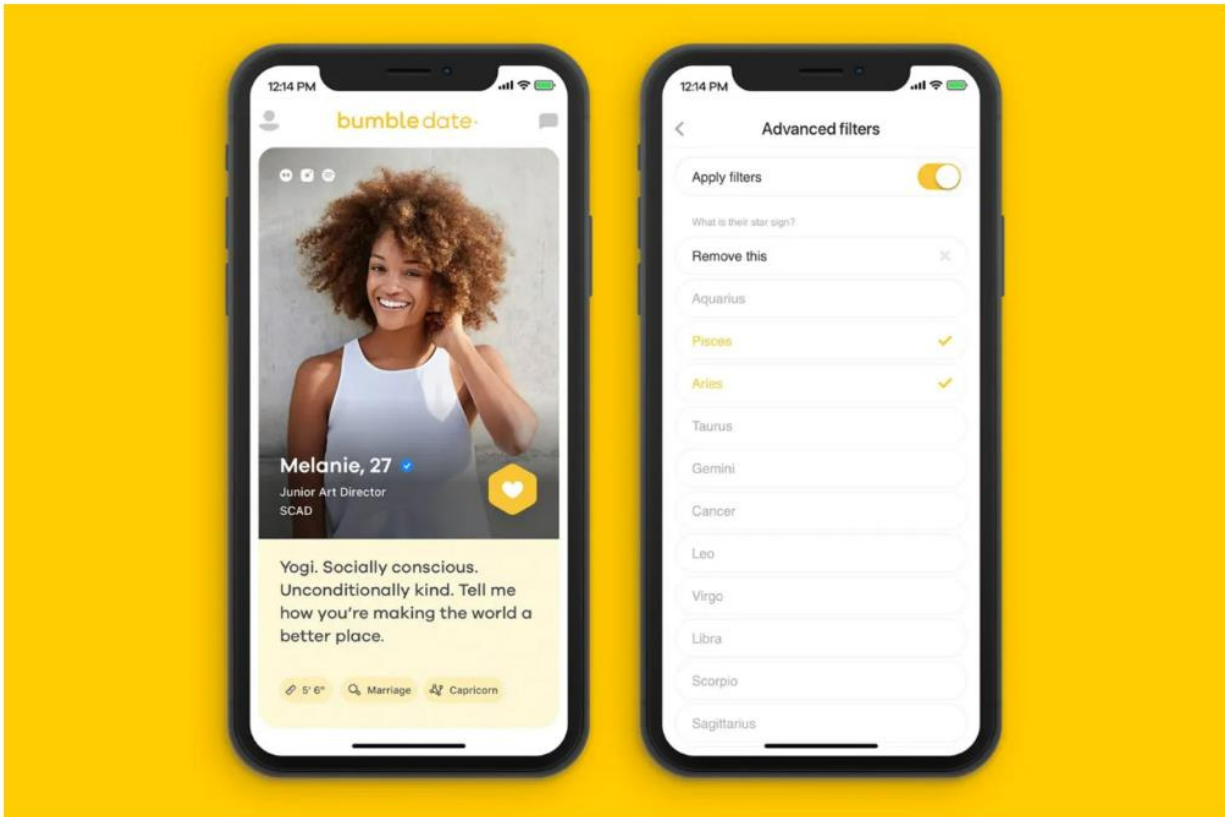 12:14 PM
bumble date
Melanie, 27
Junior Art Director
SCAD
Yogi. Socially conscious.
Unconditionally kind. Tell me
how you're making the world a
better place.
5' 6"
Marriage
Capricorn
12:14 PM
Advanced filters
Apply filters
What is their star sign?
Remove this
Aquarius
Pisces
Aries
Taurus
Gemini
Cancer
Leo
Virgo
Libra
Scorpio
Sagittarius